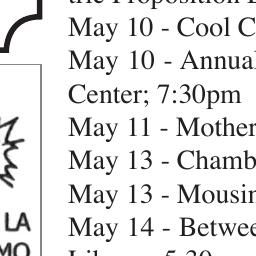 the Proposition
May 10 - Cool C
May 10 - Annual
Center; 7:30pm
May 11 - Mother
May 13 - Chamb
May 13 - Mousin
May 14 - Betwee
LA
MO